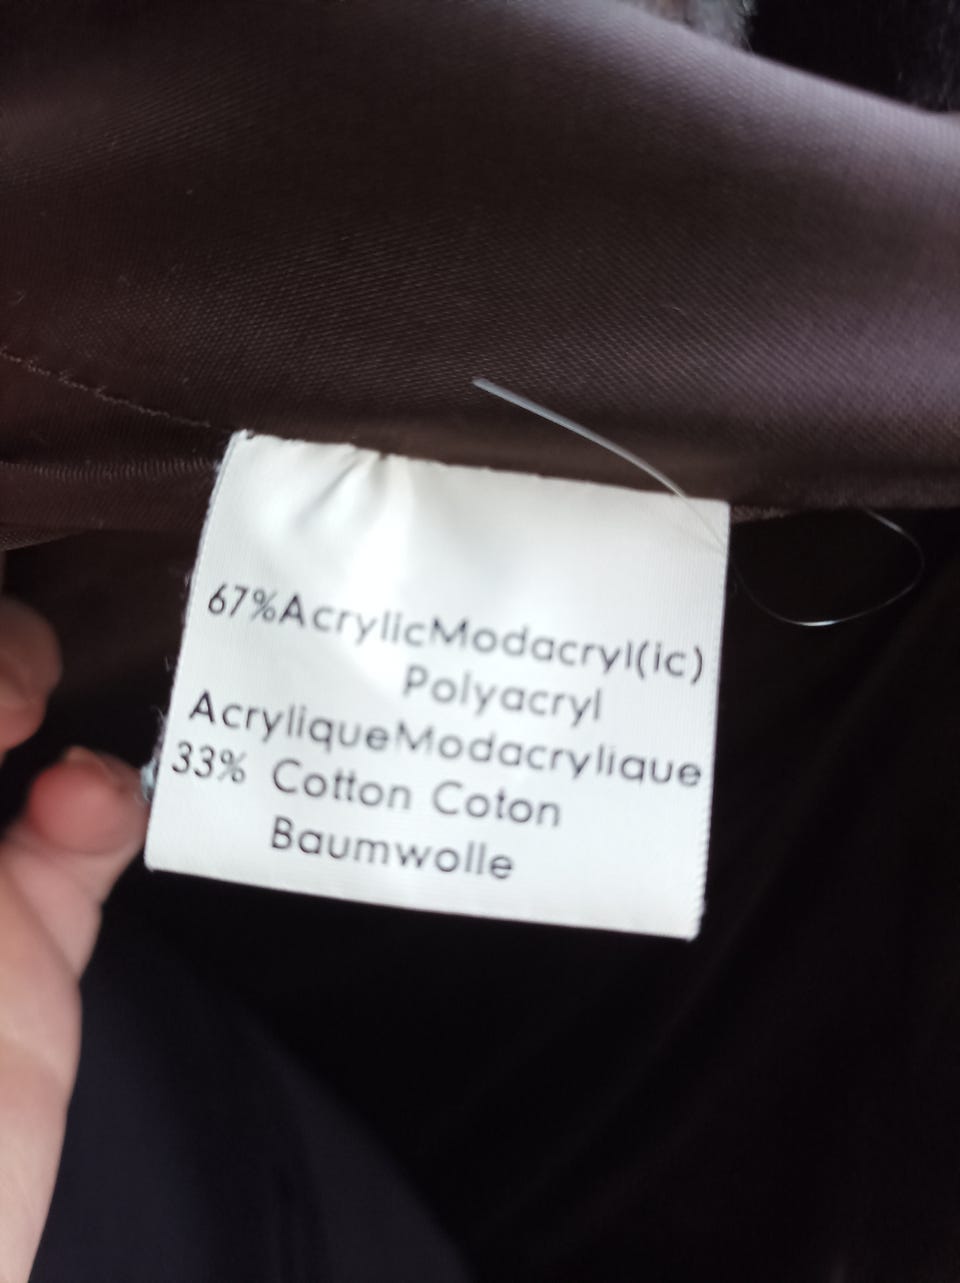 67%AcrylicModacryl(ic)
Polyacryl
AcryliqueModacrylique
33% Cotton Coton
Baumwolle